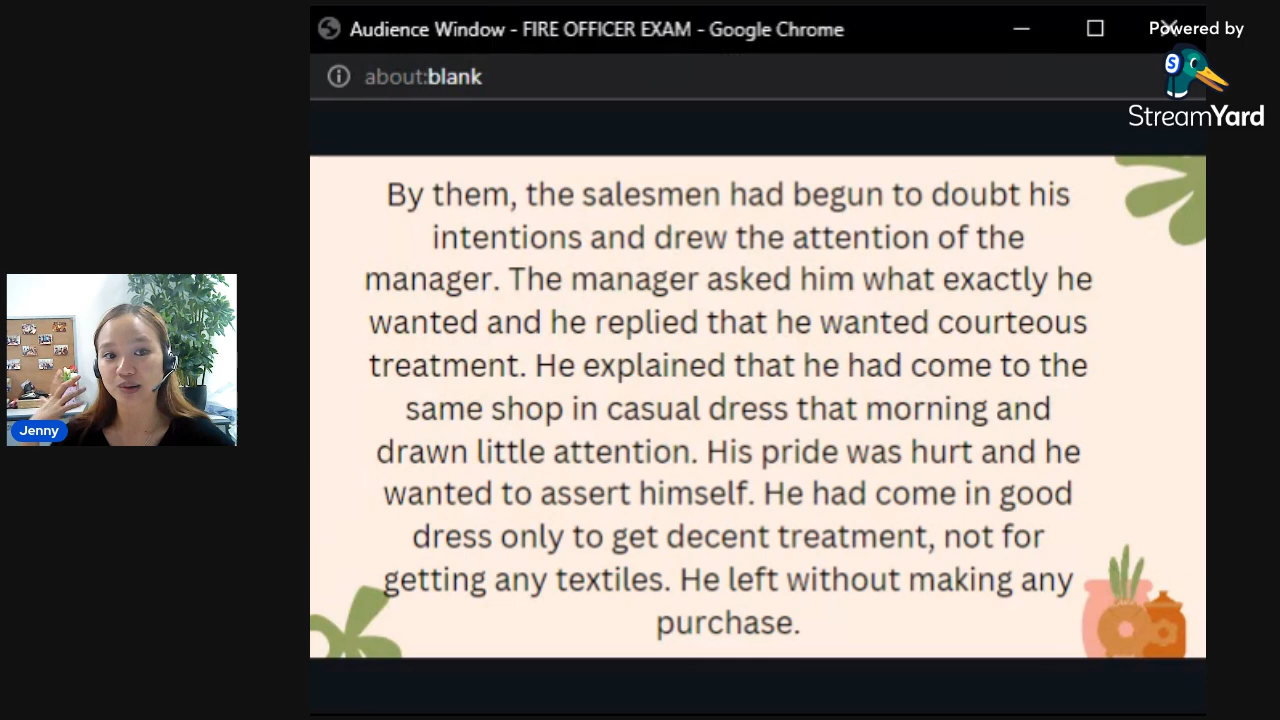 Audience Window - FIRE OFFICER EXAM - Google Chrome
Powered by
about:blank
S
StreamYard
By them, the salesmen had begun to doubt his
intentions and drew the attention of the
manager. The manager asked him what exactly he
wanted and he replied that he wanted courteous
treatment. He explained that he had come to the
same shop in casual dress that morning and
drawn little attention. His pride was hurt and he
wanted to assert himself. He had come in good
dress only to get decent treatment, not for
getting any textiles. He left without making any
purchase.
Jenny